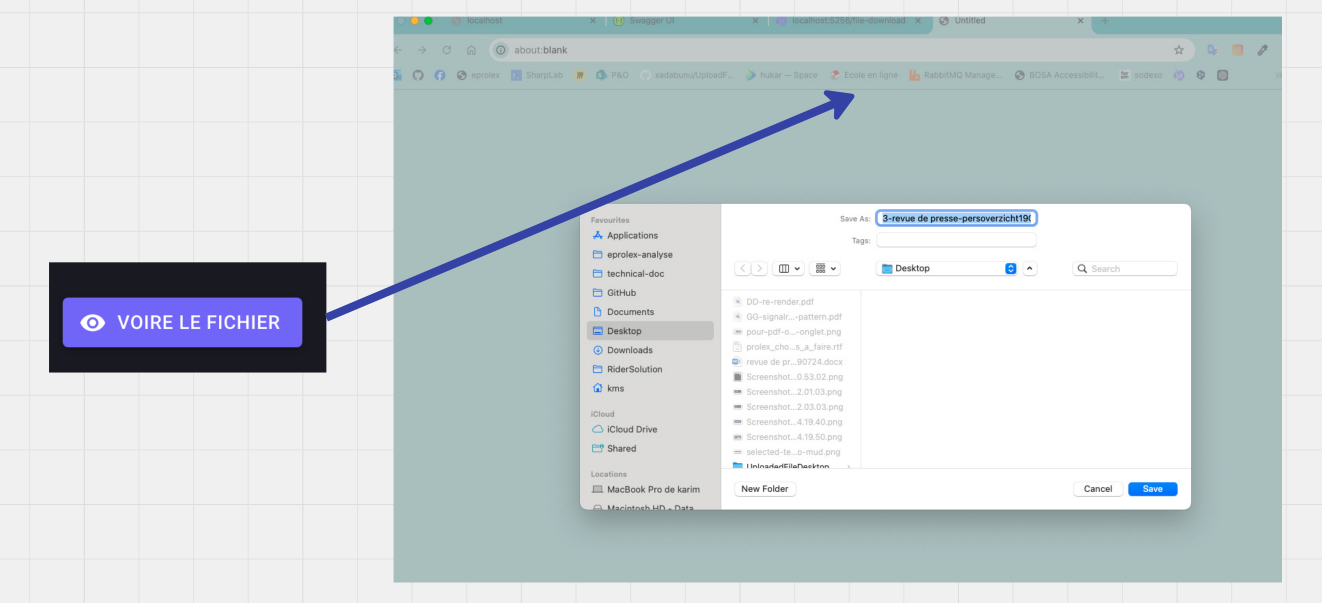 localhost
Swagger UI
localhost:5256/file-download
Untitled
about:blank
eprolex
SharpLab
P&O
xadabunu/UploadF...
hukar — Space
Ecole en ligne
RabbitMQ Manage...
BOSA Accessibilit...
sodexo
VOIRE LE FICHIER
Favourites
Applications
eprolex-analyse
technical-doc
GitHub
Documents
Desktop
Downloads
RiderSolution
kms
iCloud
iCloud Drive
Shared
Locations
MacBook Pro de karim
Macintosh HD - Data
Save As: 3-revue de presse-persoverzicht190
Tags:
Desktop
Search
DD-re-render.pdf
GG-signalr...-pattern.pdf
pour-pdf-o...-onglet.png
prolex_cho...s_a_faire.rtf
revue de pr...90724.docx
Screenshot...0.53.02.png
Screenshot...2.01.03.png
Screenshot...2.03.03.png
Screenshot...4.19.40.png
Screenshot...4.19.50.png
selected-te...o-mud.png
UploadedFileDesktop
New Folder
Cancel
Save